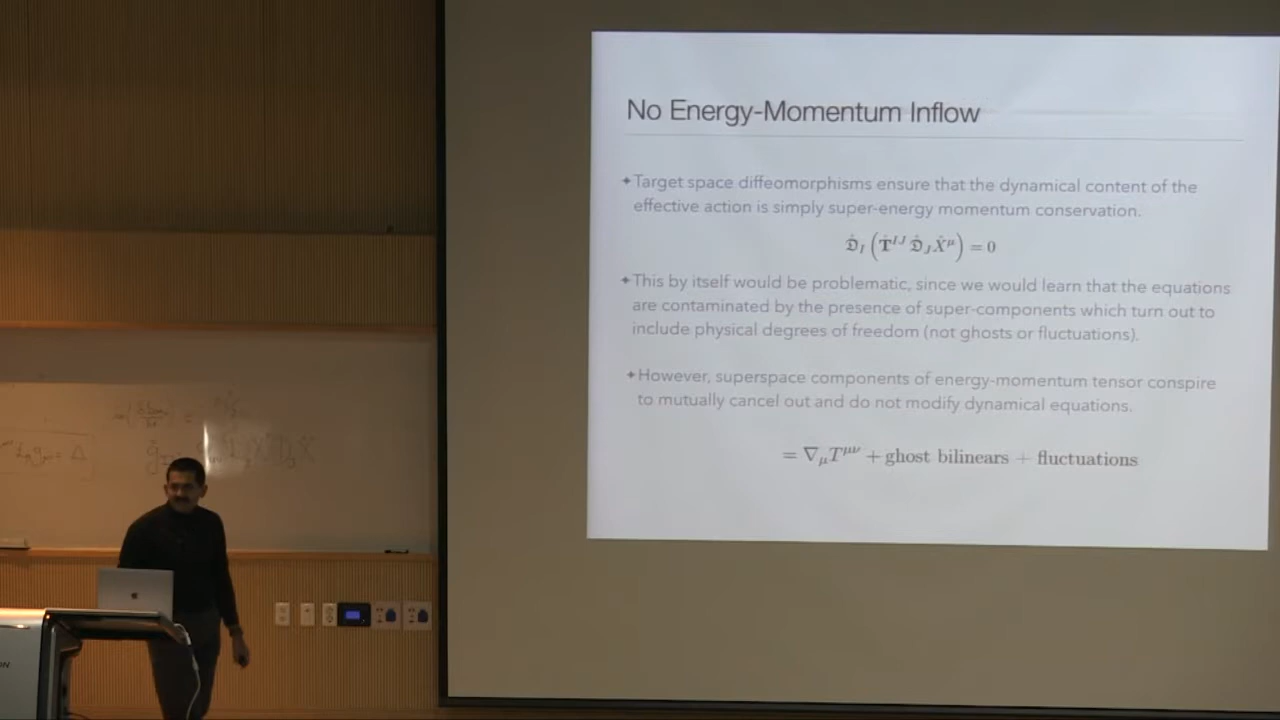 No Energy-Momentum Inflow
✦Target space diffeomorphisms ensure that the dynamical content of the
effective action is simply super-energy momentum conservation.
𝔇̊_I (T̊^{IJ} 𝔇̊_J X̊^μ) = 0
✦This by itself would be problematic, since we would learn that the equations
are contaminated by the presence of super-components which turn out to
include physical degrees of freedom (not ghosts or fluctuations).
✦However, superspace components of energy-momentum tensor conspire
to mutually cancel out and do not modify dynamical equations.
= ∇_μ T^{μν} + ghost bilinears + fluctuations